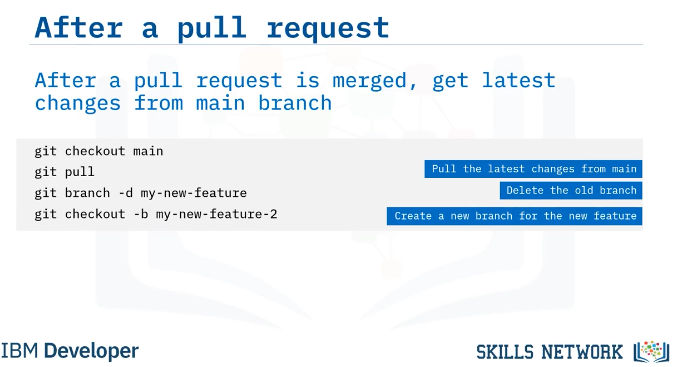 After a pull request
After a pull request is merged, get latest
changes from main branch
git checkout main
git pull
Pull the latest changes from main
git branch -d my-new-feature
Delete the old branch
git checkout -b my-new-feature-2
Create a new branch for the new feature
IBM Developer
SKILLS NETWORK